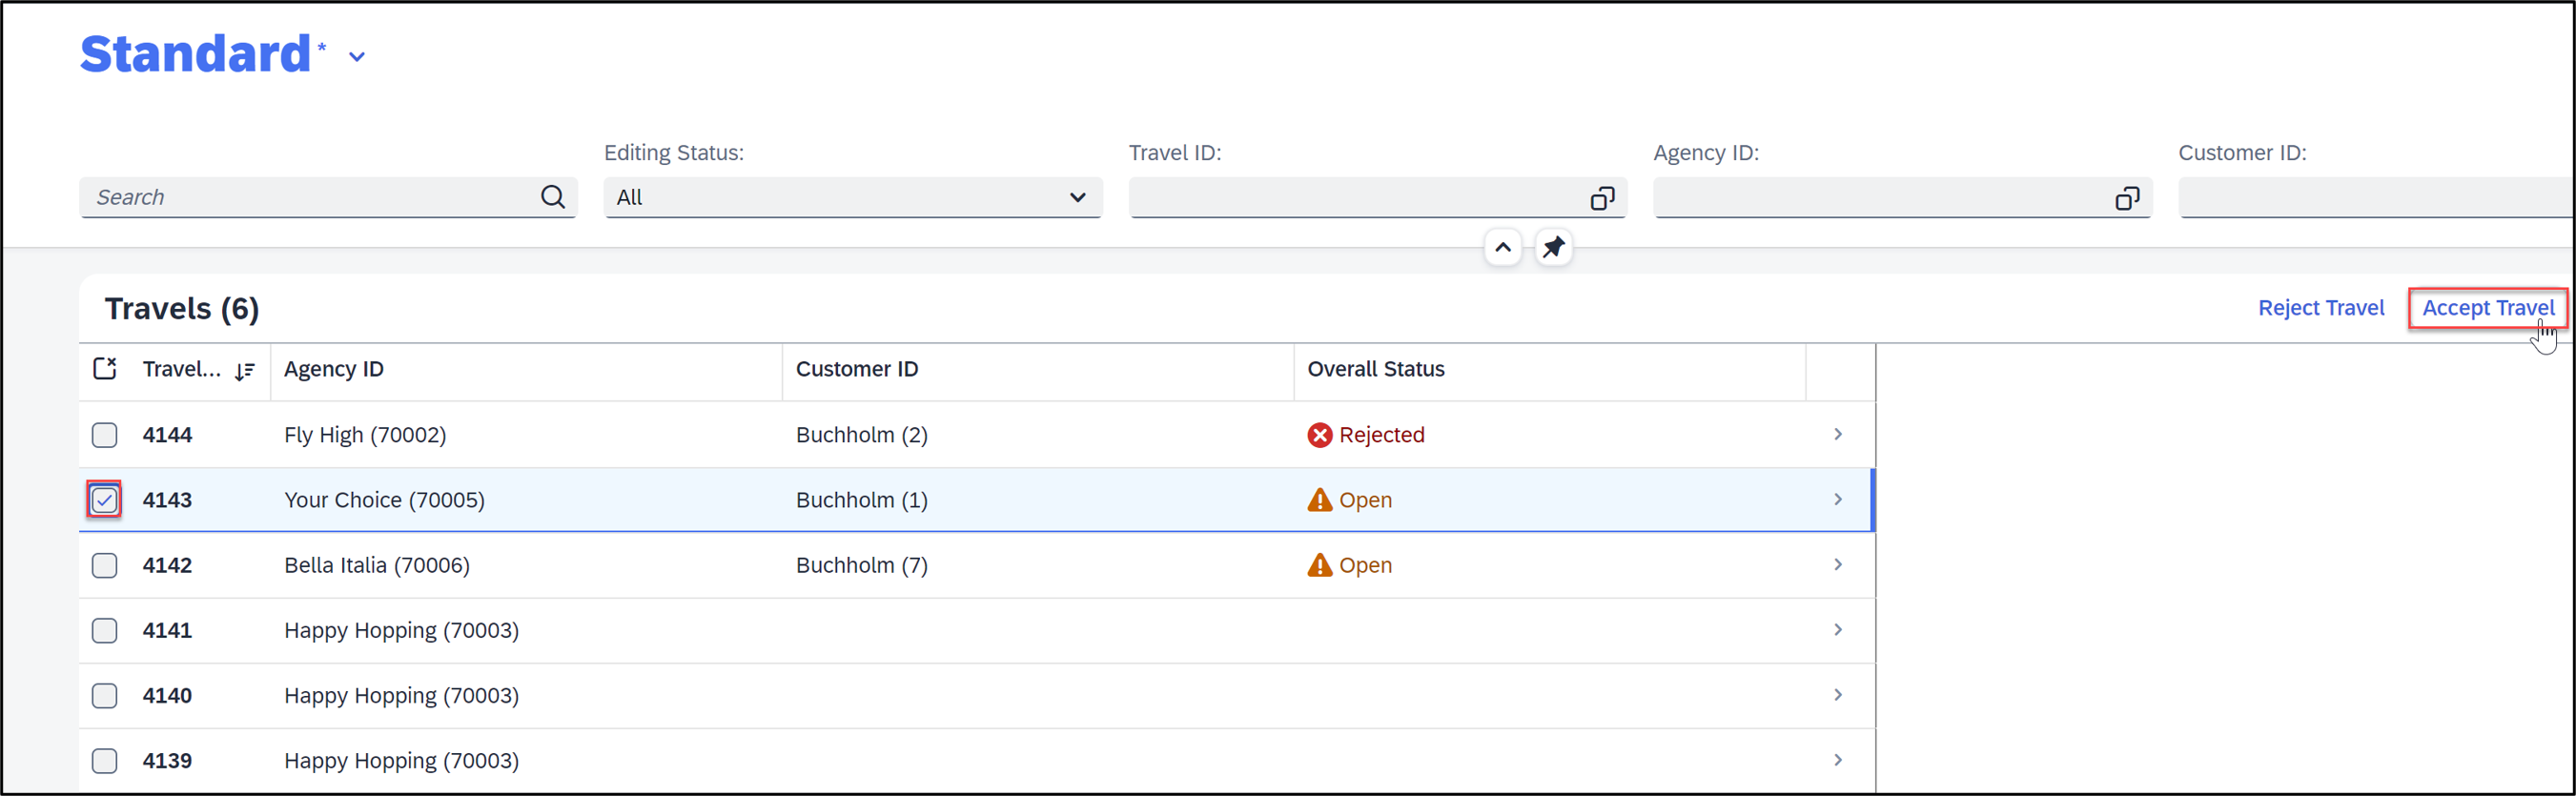 Standard*
Editing Status:
Travel ID:
Agency ID:
Customer ID:
Search
All
Travels (6)
Reject Travel
Accept Travel
Travel... Agency ID Customer ID Overall Status
4144 Fly High (70002) Buchholm (2) Rejected
4143 Your Choice (70005) Buchholm (1) Open
4142 Bella Italia (70006) Buchholm (7) Open
4141 Happy Hopping (70003)
4140 Happy Hopping (70003)
4139 Happy Hopping (70003)